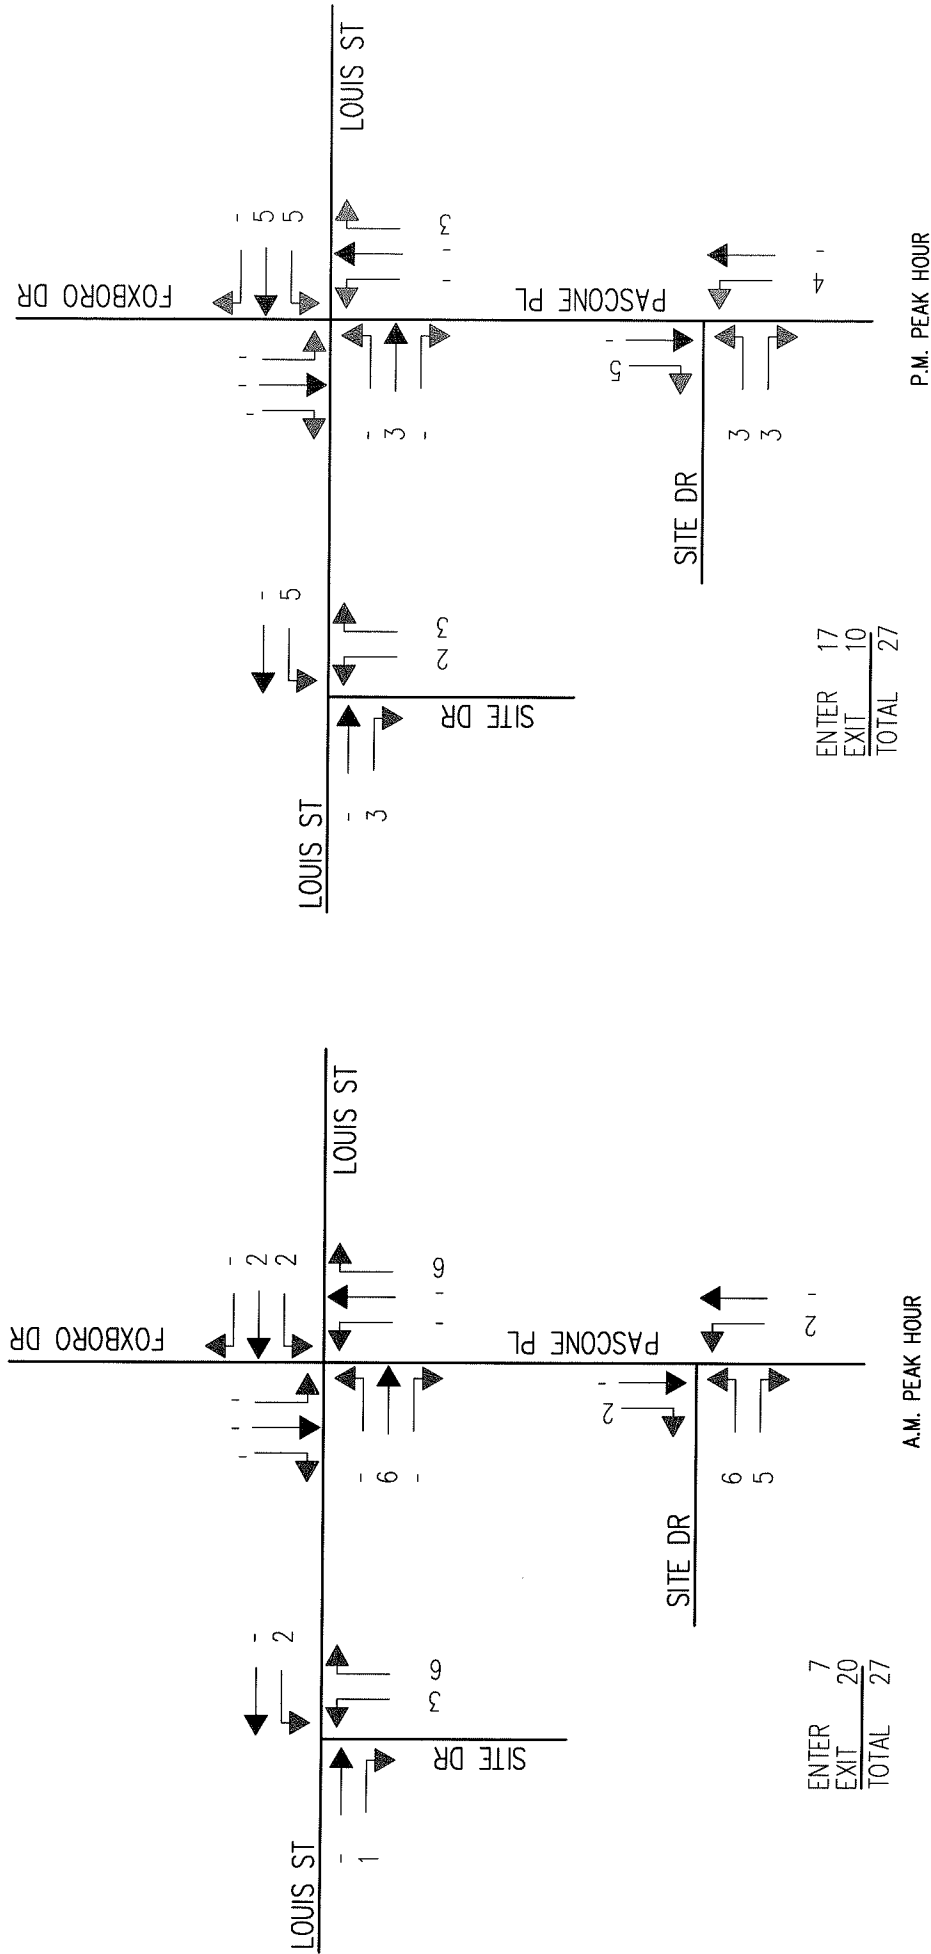 FOXBORO DR
-
2
2
-
-
-
LOUIS ST
LOUIS ST
-
2
-
1
3
6
SITE DR
-
6
-
-
-
6
PASCONE PL
2
-
SITE DR
6
5
2
-
ENTER 7
EXIT 20
TOTAL 27
A.M. PEAK HOUR
FOXBORO DR
-
5
5
-
-
-
LOUIS ST
LOUIS ST
-
5
-
3
2
3
SITE DR
-
3
-
-
-
3
PASCONE PL
5
-
SITE DR
3
3
4
-
ENTER 17
EXIT 10
TOTAL 27
P.M. PEAK HOUR